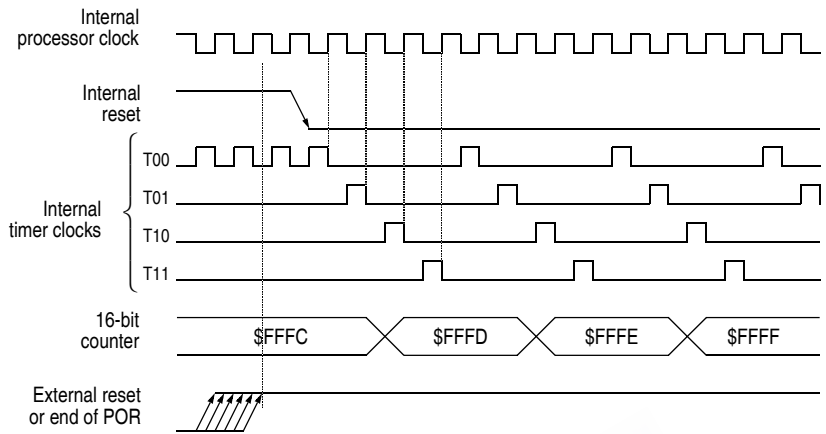 Internal
processor clock
Internal
reset
T00
T01
Internal
timer clocks
T10
T11
16-bit
counter
$FFFC
$FFFD
$FFFE
$FFFF
External reset
or end of POR